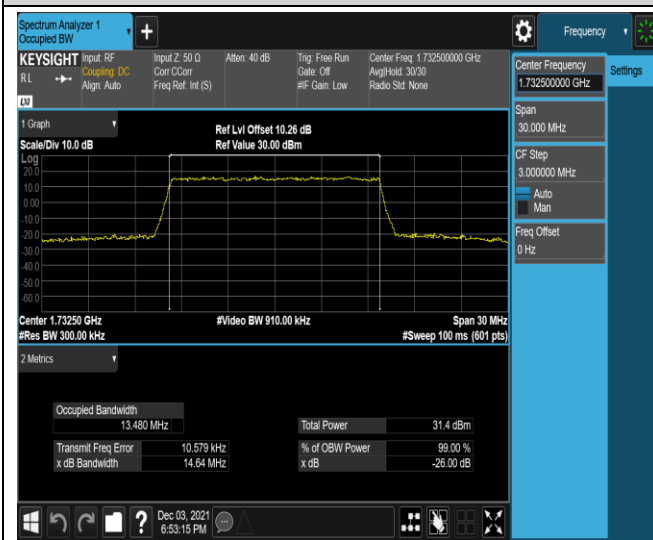 Spectrum Analyzer 1
Occupied BW
+
Frequency
KEYSIGHT
RL
Input: RF
Coupling: DC
Align: Auto
Input Z: 50 Ω
Corr CCorr
Freq Ref: Int (S)
Atten: 40 dB
Trig: Free Run
Gate: Off
#IF Gain: Low
Center Freq: 1.732500000 GHz
Avg|Hold: 30/30
Radio Std: None
LXI
Center Frequency
1.732500000 GHz
Settings
Span
30.000 MHz
CF Step
3.000000 MHz
Auto
Man
Freq Offset
0 Hz
1 Graph
Scale/Div 10.0 dB
Ref Lvl Offset 10.26 dB
Ref Value 30.00 dBm
Log
20.0
10.0
0.00
-10.0
-20.0
-30.0
-40.0
-50.0
-60.0
Center 1.73250 GHz
#Video BW 910.00 kHz
Span 30 MHz
#Res BW 300.00 kHz
#Sweep 100 ms (601 pts)
2 Metrics
Occupied Bandwidth
13.480 MHz
Total Power 31.4 dBm
Transmit Freq Error 10.579 kHz
% of OBW Power 99.00 %
x dB Bandwidth 14.64 MHz
x dB -26.00 dB
?
Dec 03, 2021
6:53:15 PM